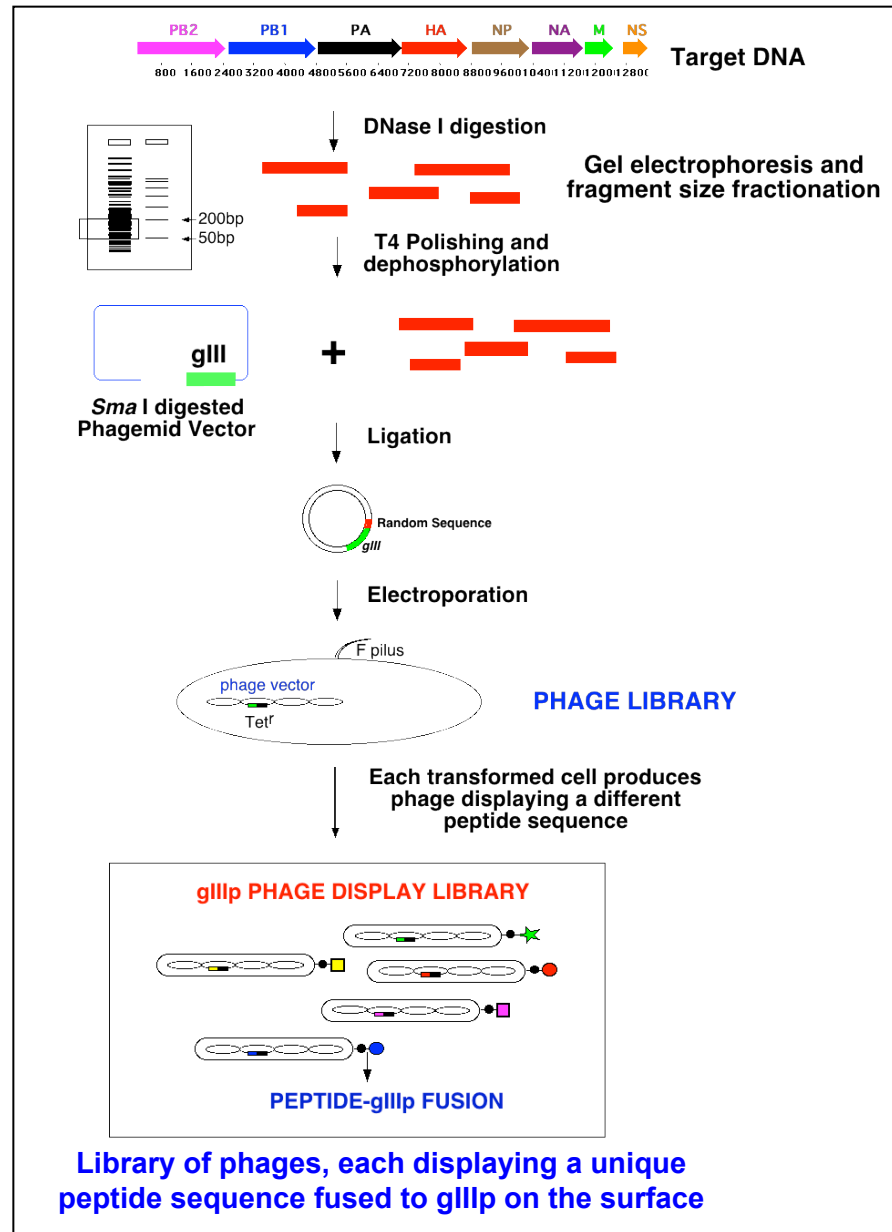 PB2 PB1 PA HA NP NA M NS
Target DNA
800 1600 2400 3200 4000 4800 5600 6400 7200 8000 8800 9600 10400 11200 12800
DNase I digestion
Gel electrophoresis and
fragment size fractionation
200bp
50bp
T4 Polishing and
dephosphorylation
gIII
+
Sma I digested
Phagemid Vector
Ligation
Random Sequence
gIII
Electroporation
F pilus
phage vector
Tetr
PHAGE LIBRARY
Each transformed cell produces
phage displaying a different
peptide sequence
gIIIp PHAGE DISPLAY LIBRARY
PEPTIDE-gIIIp FUSION
Library of phages, each displaying a unique
peptide sequence fused to gIIIp on the surface